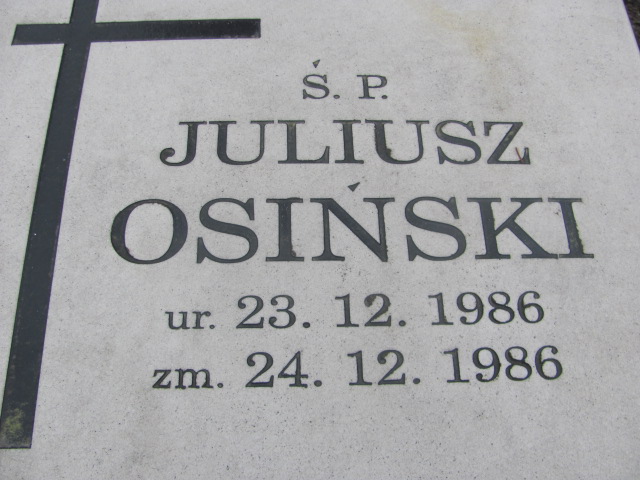 Ś. P.
JULIUSZ
OSIŃSKI
ur. 23. 12. 1986
zm. 24. 12. 1986